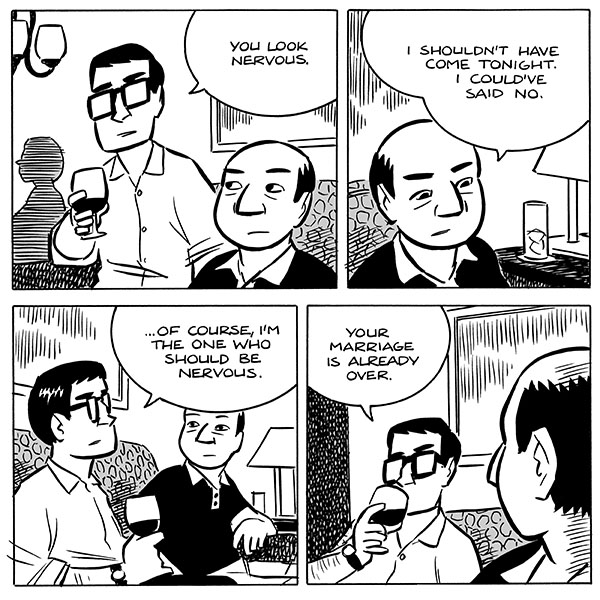 YOU LOOK
NERVOUS.
I SHOULDN'T HAVE
COME TONIGHT.
I COULD'VE
SAID NO.
...OF COURSE, I'M
THE ONE WHO
SHOULD BE
NERVOUS.
YOUR
MARRIAGE
IS ALREADY
OVER.